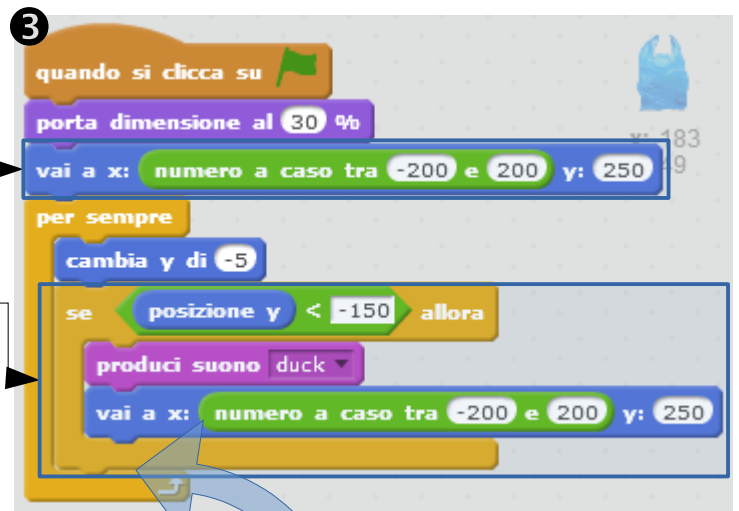 3
quando si clicca su
porta dimensione al 30 %
x: 183
vai a x: numero a caso tra -200 e 200 y: 250
per sempre
cambia y di -5
se posizione y < -150 allora
produci suono duck
vai a x: numero a caso tra -200 e 200 y: 250